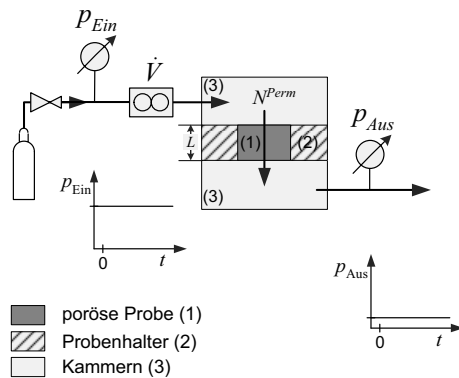 p_Ein
V̇
(3)
N^Perm
p_Aus
L
(1)
(2)
(3)
p_Ein
0
t
p_Aus
0
t
poröse Probe (1)
Probenhalter (2)
Kammern (3)